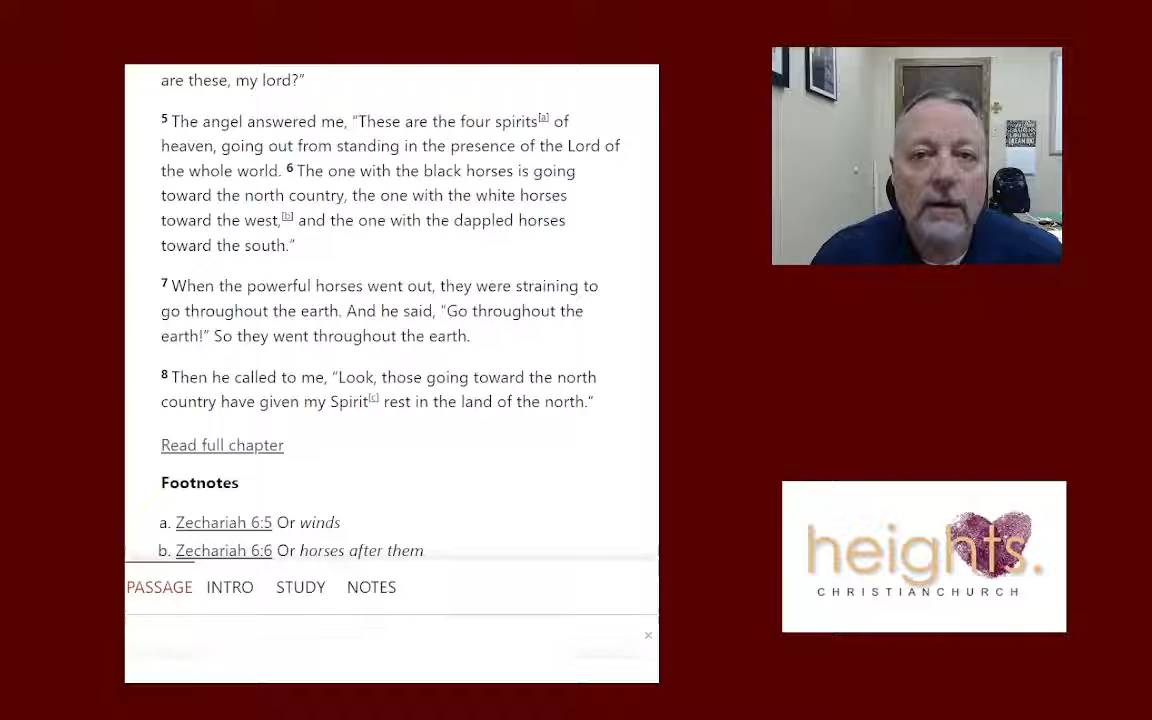 are these, my lord?”
5 The angel answered me, “These are the four spirits[a] of
heaven, going out from standing in the presence of the Lord of
the whole world. 6 The one with the black horses is going
toward the north country, the one with the white horses
toward the west,[b] and the one with the dappled horses
toward the south.”
7 When the powerful horses went out, they were straining to
go throughout the earth. And he said, “Go throughout the
earth!” So they went throughout the earth.
8 Then he called to me, “Look, those going toward the north
country have given my Spirit[c] rest in the land of the north.”
Read full chapter
Footnotes
a. Zechariah 6:5 Or winds
b. Zechariah 6:6 Or horses after them
PASSAGE INTRO STUDY NOTES
×
heights.
CHRISTIANCHURCH